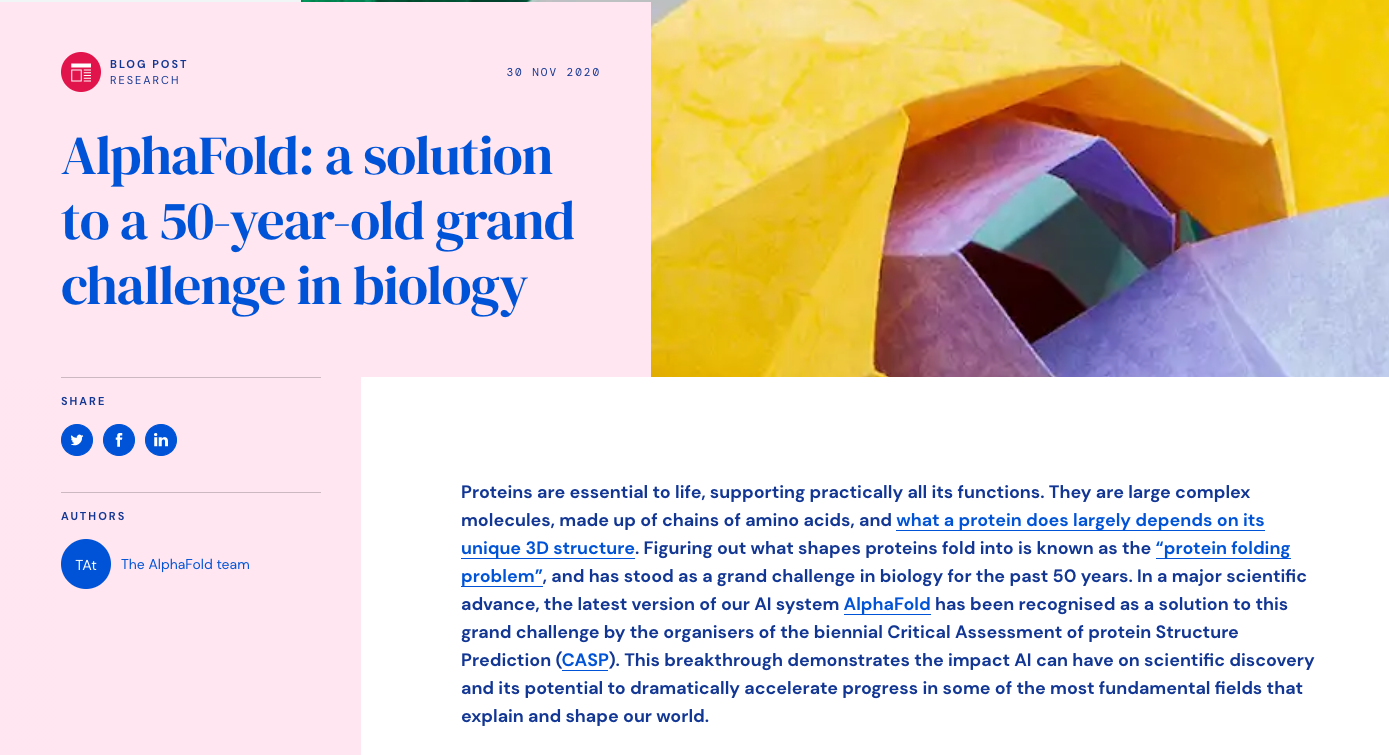 BLOG POST
RESEARCH
30 NOV 2020
AlphaFold: a solution
to a 50-year-old grand
challenge in biology
SHARE
AUTHORS
TAt
The AlphaFold team
Proteins are essential to life, supporting practically all its functions. They are large complex
molecules, made up of chains of amino acids, and what a protein does largely depends on its
unique 3D structure. Figuring out what shapes proteins fold into is known as the “protein folding
problem”, and has stood as a grand challenge in biology for the past 50 years. In a major scientific
advance, the latest version of our AI system AlphaFold has been recognised as a solution to this
grand challenge by the organisers of the biennial Critical Assessment of protein Structure
Prediction (CASP). This breakthrough demonstrates the impact AI can have on scientific discovery
and its potential to dramatically accelerate progress in some of the most fundamental fields that
explain and shape our world.